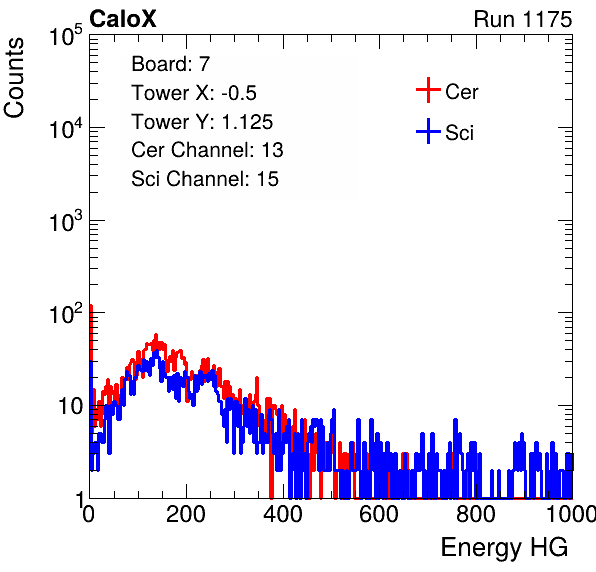 CaloX Run 1175
Counts
10^5
10^4
10^3
10^2
10
1
Board: 7
Tower X: -0.5
Tower Y: 1.125
Cer Channel: 13
Sci Channel: 15
Cer
Sci
0 200 400 600 800 1000
Energy HG